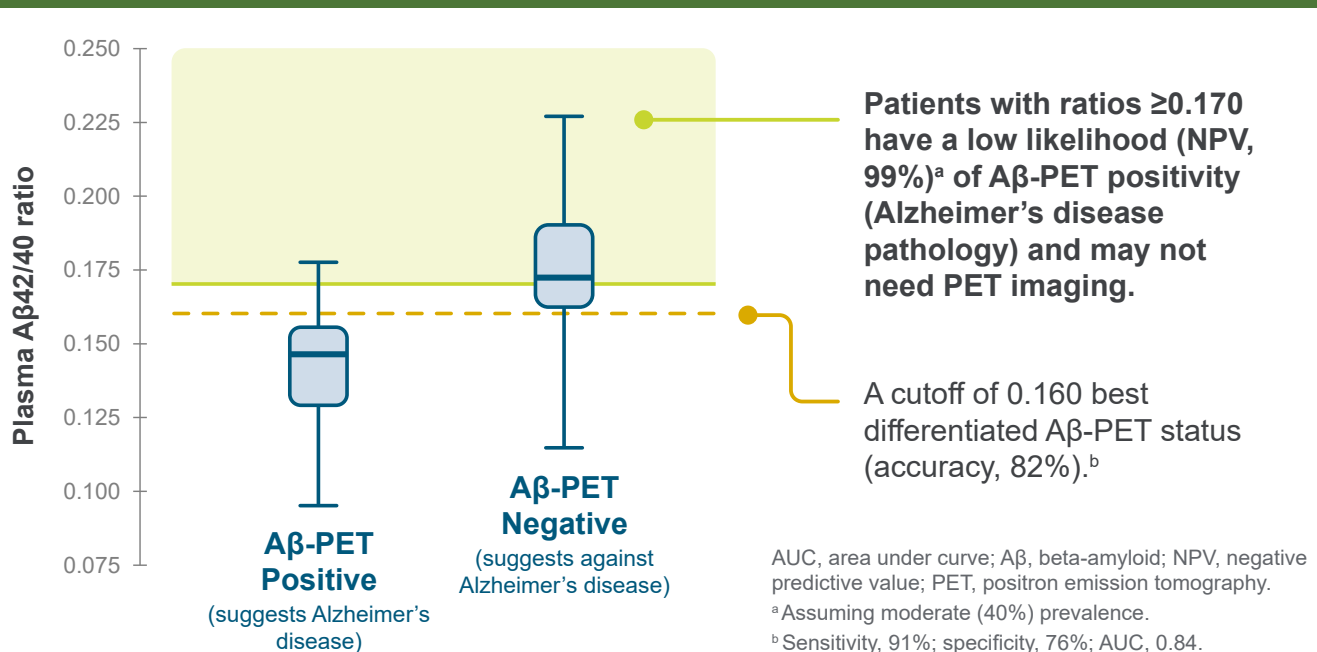 Plasma Aβ42/40 ratio
0.250
0.225
0.200
0.175
0.150
0.125
0.100
0.075
Aβ-PET
Positive
(suggests Alzheimer’s
disease)
Aβ-PET
Negative
(suggests against
Alzheimer’s disease)
Patients with ratios ≥0.170
have a low likelihood (NPV,
99%)ᵃ of Aβ-PET positivity
(Alzheimer’s disease
pathology) and may not
need PET imaging.
A cutoff of 0.160 best
differentiated Aβ-PET status
(accuracy, 82%).ᵇ
AUC, area under curve; Aβ, beta-amyloid; NPV, negative
predictive value; PET, positron emission tomography.
ᵃ Assuming moderate (40%) prevalence.
ᵇ Sensitivity, 91%; specificity, 76%; AUC, 0.84.